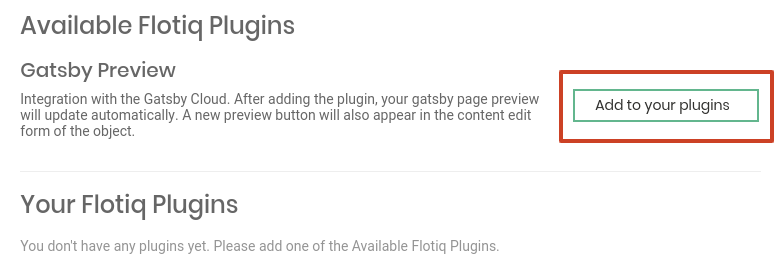 Available Flotiq Plugins
Gatsby Preview
Integration with the Gatsby Cloud. After adding the plugin, your gatsby page preview
will update automatically. A new preview button will also appear in the content edit
form of the object.
Add to your plugins
Your Flotiq Plugins
You don't have any plugins yet. Please add one of the Available Flotiq Plugins.